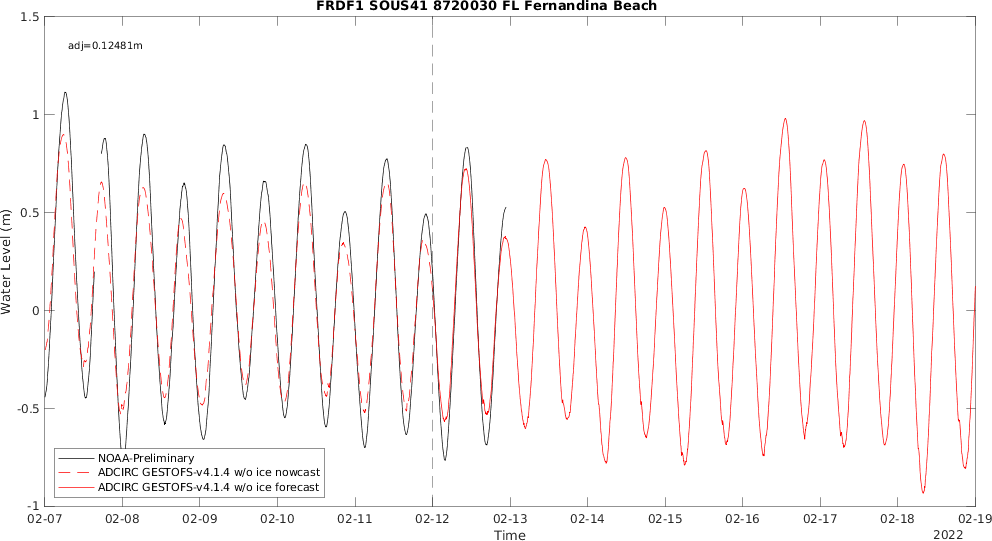 FRDF1 SOUS41 8720030 FL Fernandina Beach
1.5
adj=0.12481m
1
0.5
Water Level (m)
0
-0.5
NOAA-Preliminary
ADCIRC GESTOFS-v4.1.4 w/o ice nowcast
ADCIRC GESTOFS-v4.1.4 w/o ice forecast
-1
02-07 02-08 02-09 02-10 02-11 02-12 02-13 02-14 02-15 02-16 02-17 02-18 02-19
Time
2022